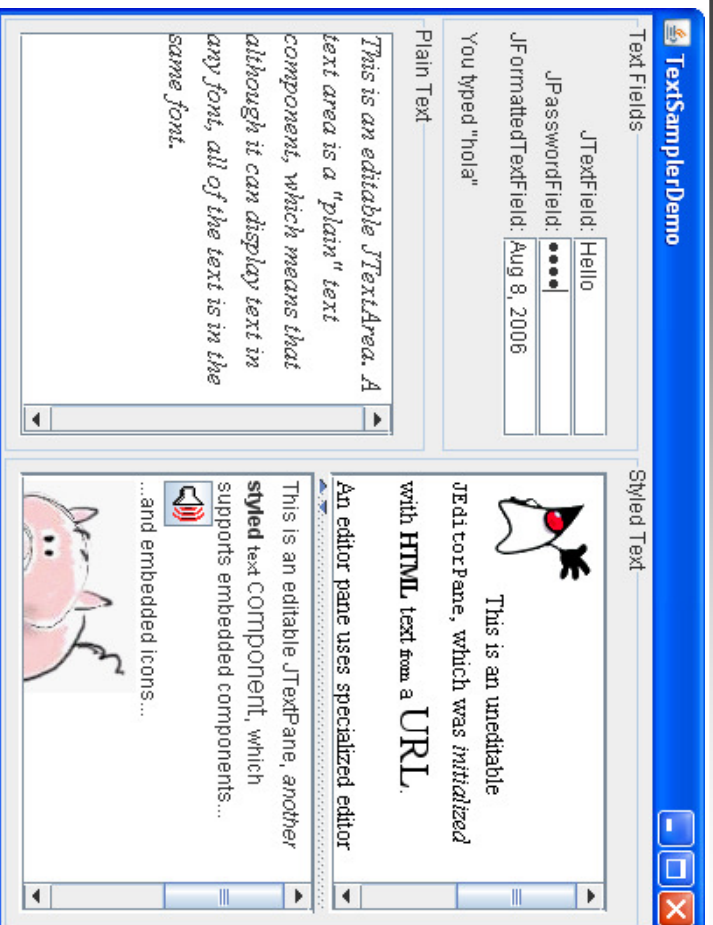 TextSamplerDemo
Text Fields
JTextField: Hello
JPasswordField: ••••
JFormattedTextField: Aug 8, 2006
You typed "hola"
Plain Text
This is an editable JTextArea. A
text area is a "plain" text
component, which means that
although it can display text in
any font, all of the text is in the
same font.
Styled Text
This is an uneditable
JEditorPane, which was initialized
with HTML text from a URL.
An editor pane uses specialized editor
This is an editable JTextPane, another
styled text component, which
supports embedded components...
...and embedded icons...